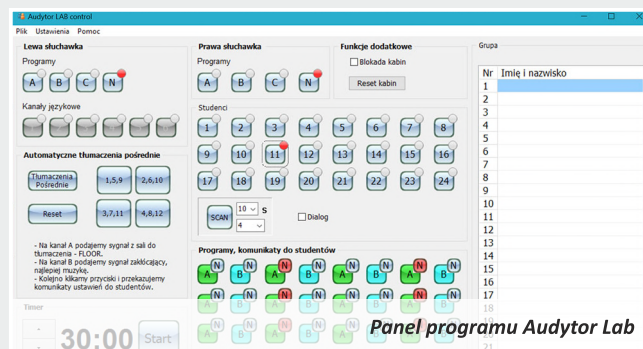 Audytor LAB control
Plik Ustawienia Pomoc
Lewa słuchawka
Programy
A B C N
Kanały językowe
Automatyczne tłumaczenia pośrednie
Tłumaczenia Pośrednie
1,5,9 2,6,10
Reset
3,7,11 4,8,12
- Na kanał A podajemy sygnał z sali do
tłumaczenia - FLOOR.
- Na kanał B podajemy sygnał zakłócający,
najlepiej muzykę.
- Kolejno klikamy przyciski i przekazujemy
komunikaty ustawień do studentów.
Timer
30:00 Start
Prawa słuchawka
Programy
A B C N
Funkcje dodatkowe
Blokada kabin
Reset kabin
Studenci
1 2 3 4 5 6 7 8
9 10 11 12 13 14 15 16
17 18 19 20 21 22 23 24
SCAN 10 s
4
Dialog
Programy, komunikaty do studentów
N N N N N N N
A B A B A B A B
N N N N N N N N
A B A B A B A B
Grupa
Nr Imię i nazwisko
1
2
3
4
5
6
7
8
9
10
11
12
13
14
15
16
17
18
19
20
21
Panel programu Audytor Lab